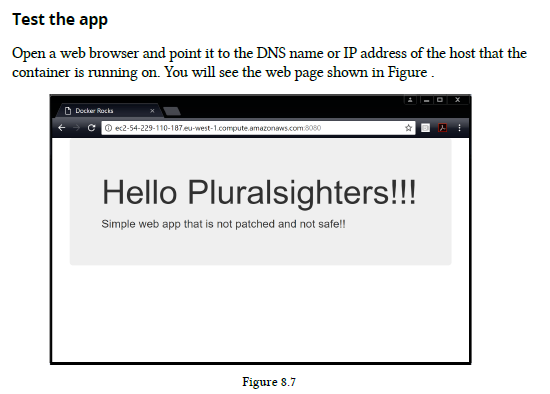 Test the app
Open a web browser and point it to the DNS name or IP address of the host that the
container is running on. You will see the web page shown in Figure .
Docker Rocks
ec2-54-229-110-187.eu-west-1.compute.amazonaws.com:8080
Hello Pluralsighters!!!
Simple web app that is not patched and not safe!!
Figure 8.7